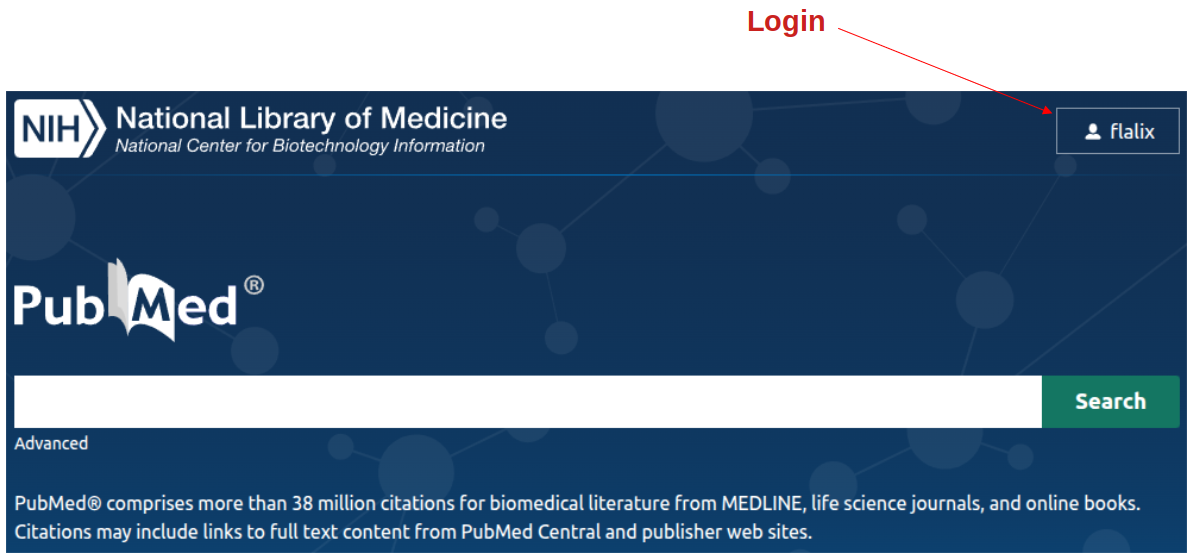 Login
NIH National Library of Medicine
National Center for Biotechnology Information
flalix
PubMed®
Search
Advanced
PubMed® comprises more than 38 million citations for biomedical literature from MEDLINE, life science journals, and online books.
Citations may include links to full text content from PubMed Central and publisher web sites.